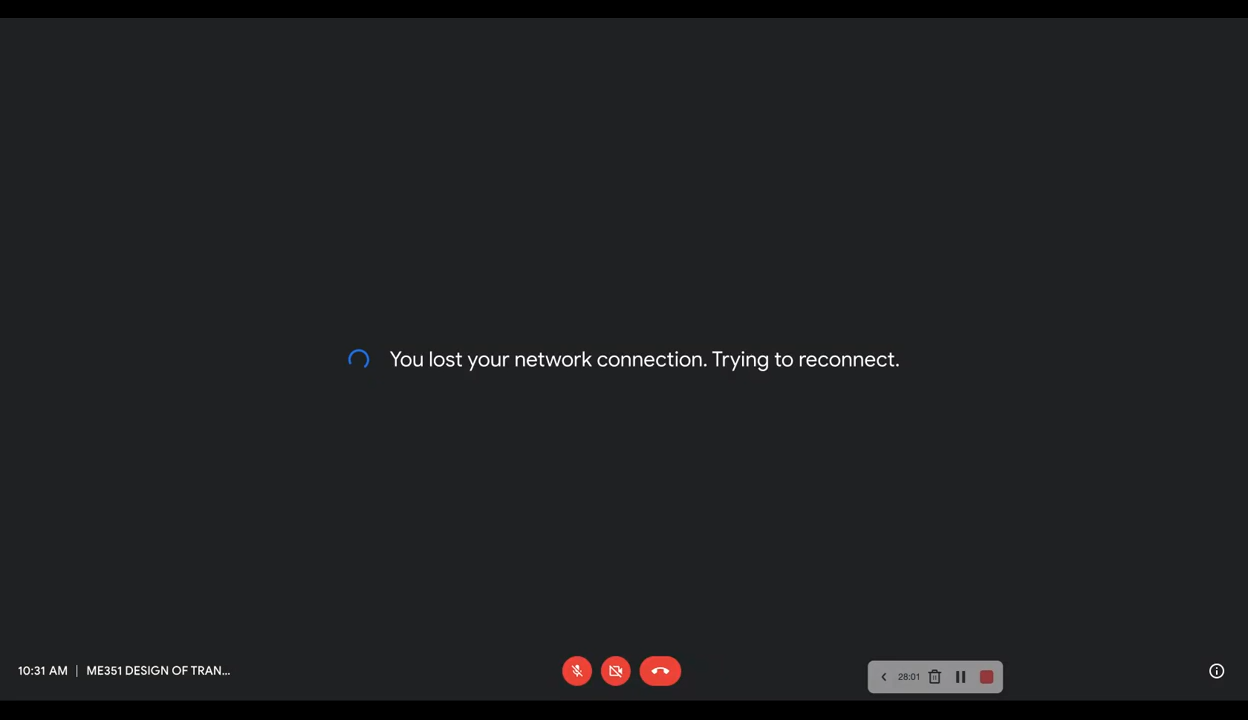 You lost your network connection. Trying to reconnect.
10:31 AM | ME351 DESIGN OF TRAN...
28:01